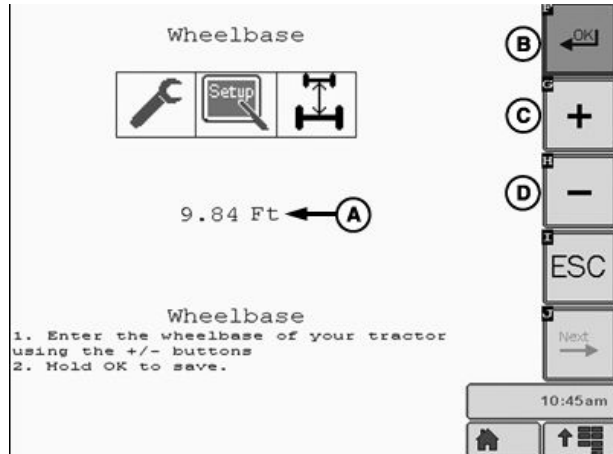 Wheelbase
Setup
9.84 Ft
A
Wheelbase
1. Enter the wheelbase of your tractor
using the +/- buttons
2. Hold OK to save.
B
F
OK
C
G
+
D
H
−
I
ESC
J
Next
10:45am